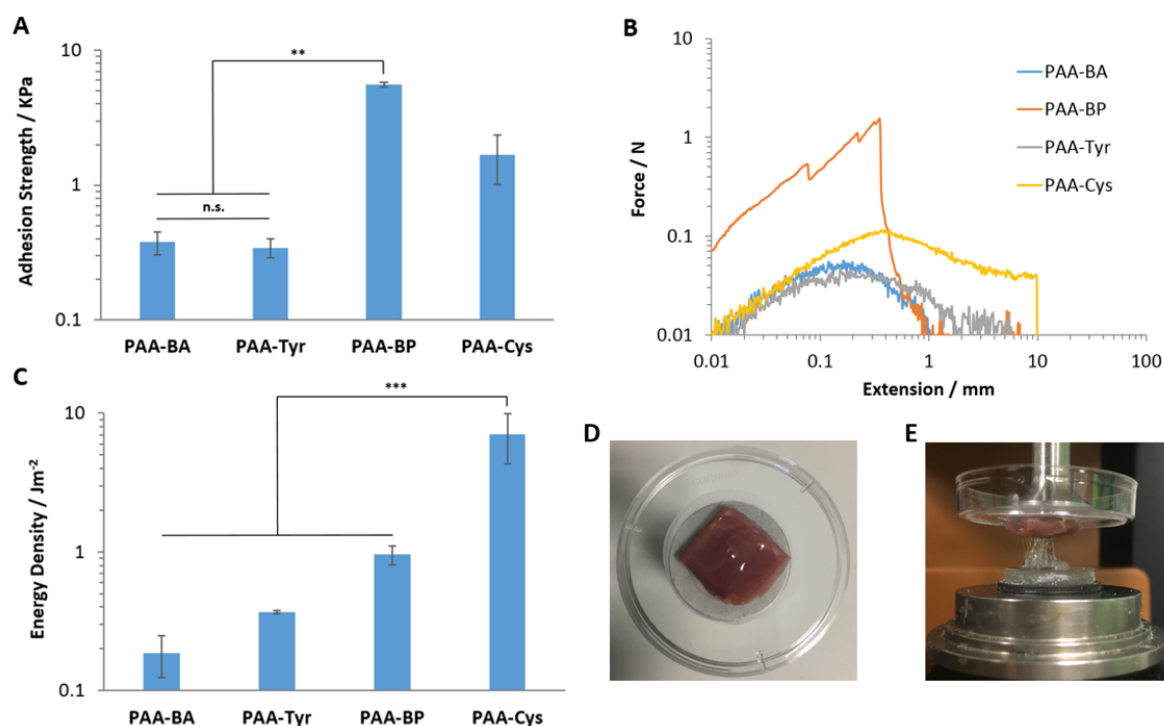 A
Adhesion Strength / KPa
10
1
0.1
**
n.s.
PAA-BA PAA-Tyr PAA-BP PAA-Cys
B
Force / N
10
1
0.1
0.01
0.01 0.1 1 10 100
Extension / mm
PAA-BA
PAA-BP
PAA-Tyr
PAA-Cys
C
Energy Density / Jm⁻²
10
1
0.1
***
PAA-BA PAA-Tyr PAA-BP PAA-Cys
D
E